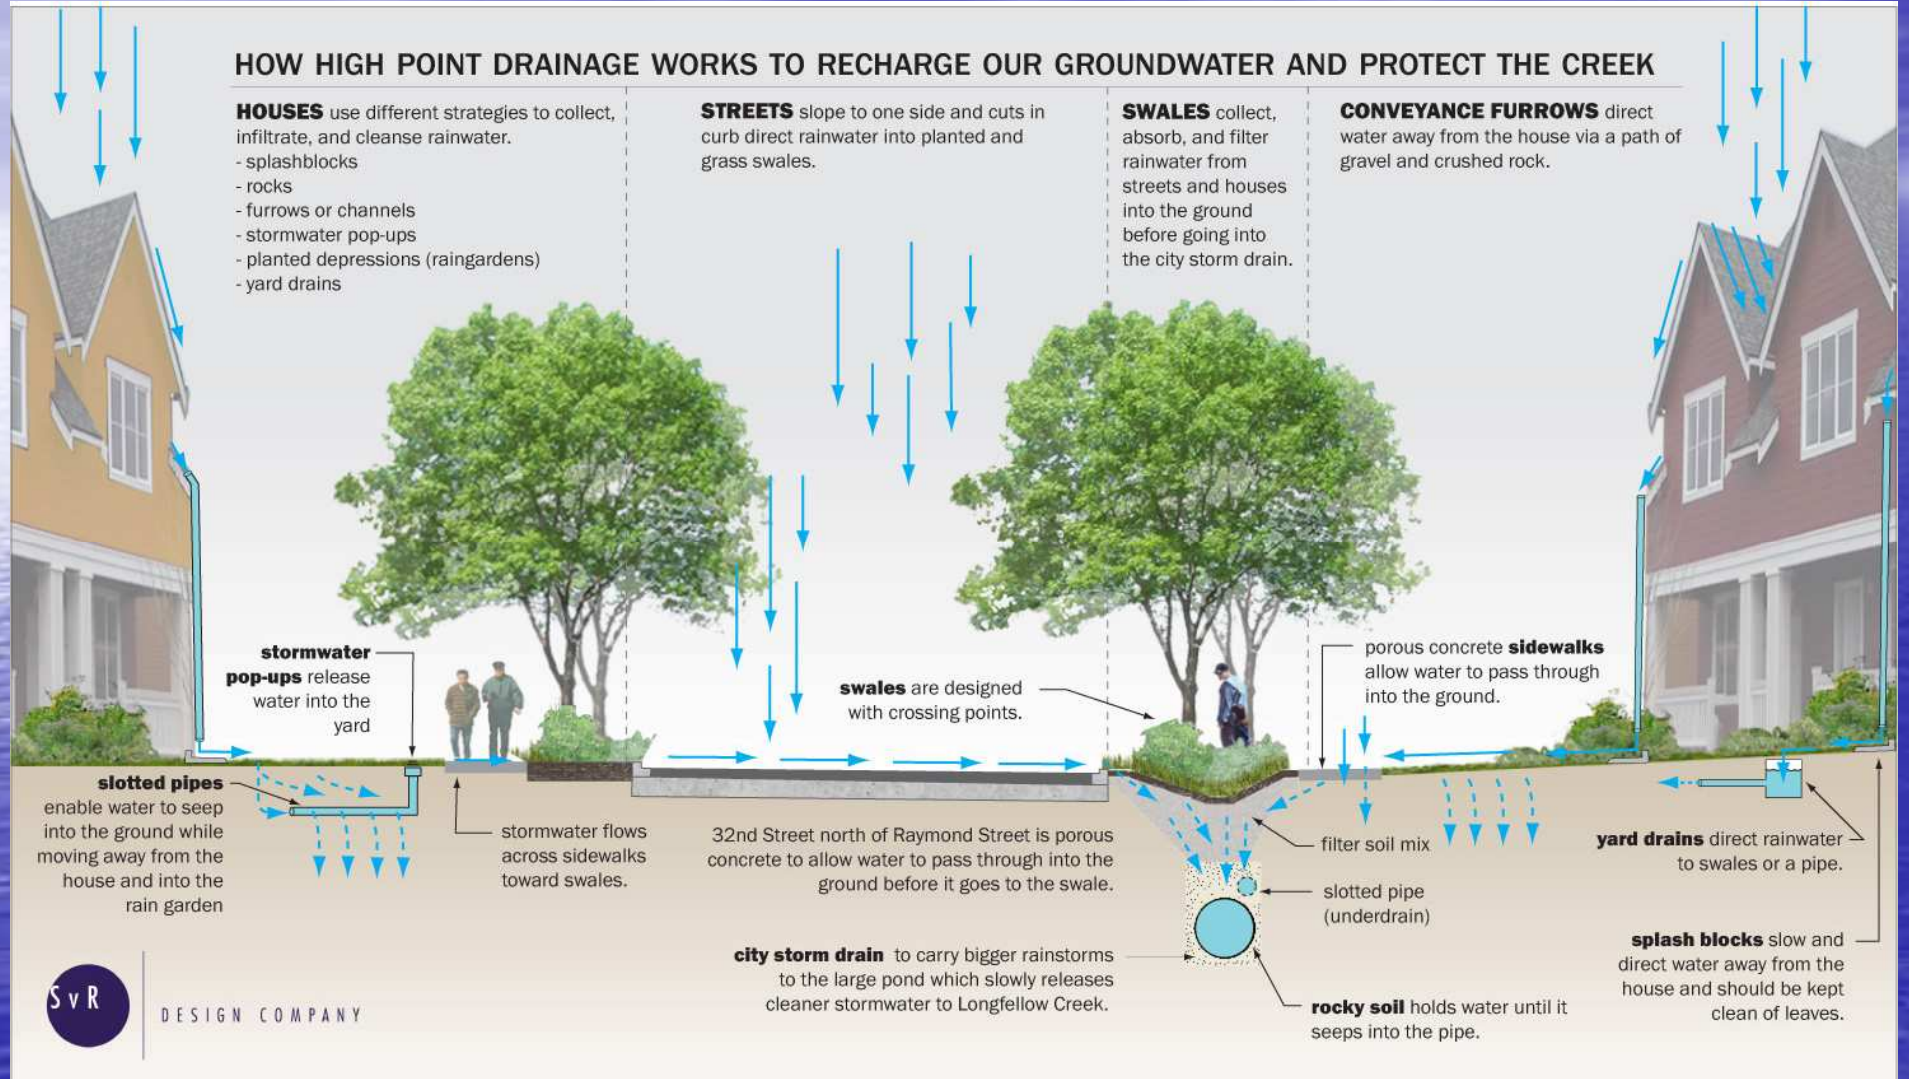 HOW HIGH POINT DRAINAGE WORKS TO RECHARGE OUR GROUNDWATER AND PROTECT THE CREEK
HOUSES use different strategies to collect,
infiltrate, and cleanse rainwater.
- splashblocks
- rocks
- furrows or channels
- stormwater pop-ups
- planted depressions (raingardens)
- yard drains
STREETS slope to one side and cuts in
curb direct rainwater into planted and
grass swales.
SWALES collect,
absorb, and filter
rainwater from
streets and houses
into the ground
before going into
the city storm drain.
CONVEYANCE FURROWS direct
water away from the house via a path of
gravel and crushed rock.
stormwater
pop-ups release
water into the
yard
swales are designed
with crossing points.
porous concrete sidewalks
allow water to pass through
into the ground.
slotted pipes
enable water to seep
into the ground while
moving away from the
house and into the
rain garden
stormwater flows
across sidewalks
toward swales.
32nd Street north of Raymond Street is porous
concrete to allow water to pass through into the
ground before it goes to the swale.
filter soil mix
slotted pipe
(underdrain)
yard drains direct rainwater
to swales or a pipe.
city storm drain to carry bigger rainstorms
to the large pond which slowly releases
cleaner stormwater to Longfellow Creek.
rocky soil holds water until it
seeps into the pipe.
splash blocks slow and
direct water away from the
house and should be kept
clean of leaves.
SvR
DESIGN COMPANY